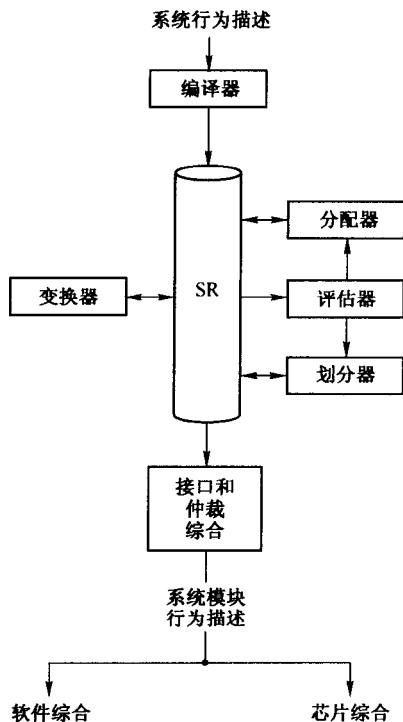 系统行为描述
编译器
分配器
变换器
SR
评估器
划分器
接口和
仲裁
综合
系统模块
行为描述
软件综合
芯片综合